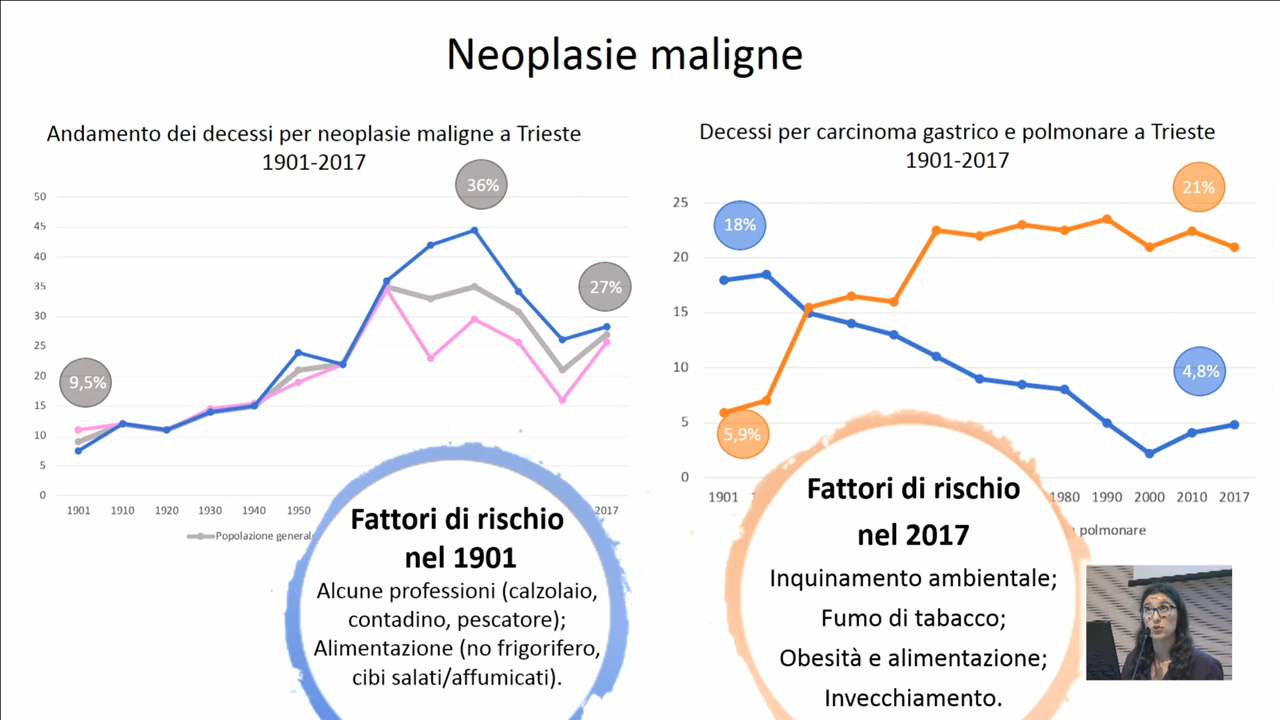 Neoplasie maligne
Andamento dei decessi per neoplasie maligne a Trieste
1901-2017
36%
50
45
40
35
30
25
20
15
10
5
0
27%
9,5%
1901
1910
1920
1930
1940
1950
2017
Popolazione general
Decessi per carcinoma gastrico e polmonare a Trieste
1901-2017
21%
18%
25
20
15
10
5
0
4,8%
5,9%
1901
1980
1990
2000
2010
2017
polmonare
Fattori di rischio
nel 1901
Alcune professioni (calzolaio,
contadino, pescatore);
Alimentazione (no frigorifero,
cibi salati/affumicati).
Fattori di rischio
nel 2017
Inquinamento ambientale;
Fumo di tabacco;
Obesità e alimentazione;
Invecchiamento.